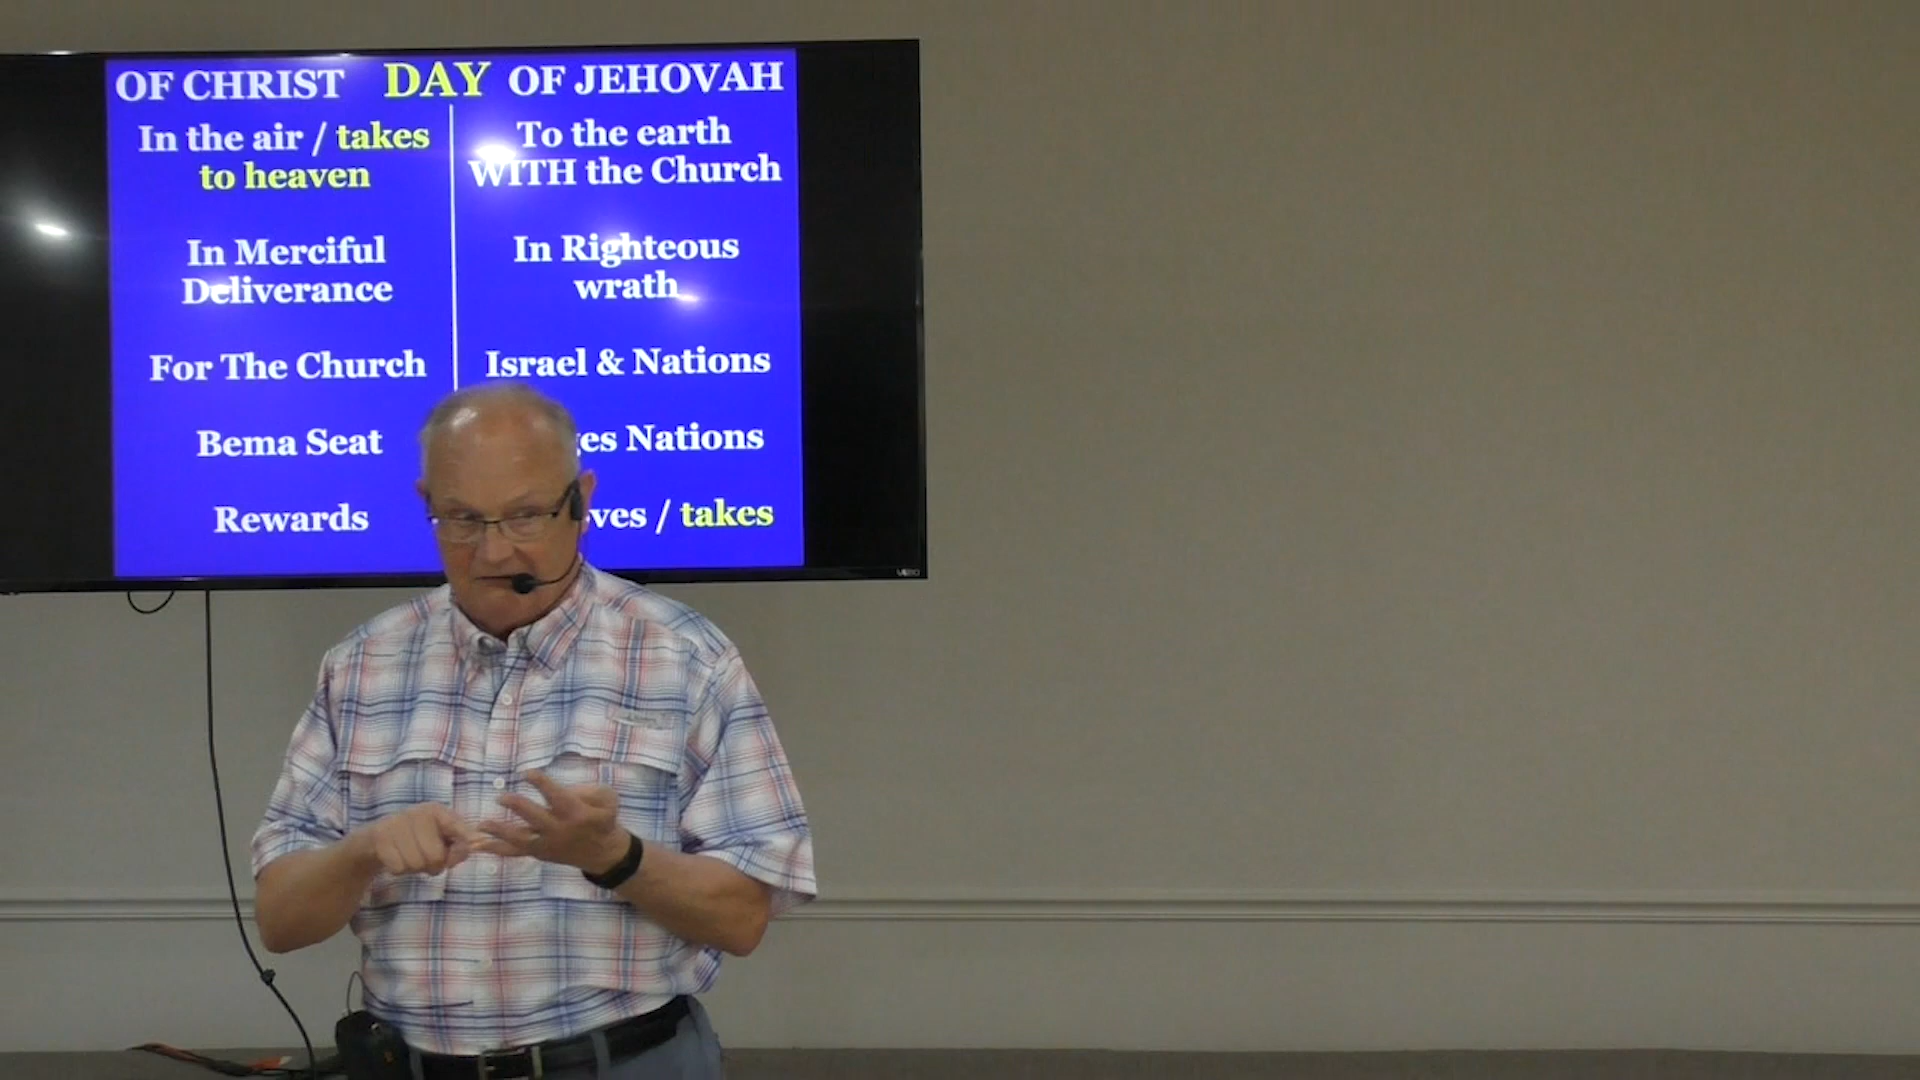 OF CHRIST DAY OF JEHOVAH
In the air / takes
to heaven
To the earth
WITH the Church
In Merciful
Deliverance
In Righteous
wrath
For The Church
Israel & Nations
Bema Seat
Nations
Rewards
/ takes
VIZIO